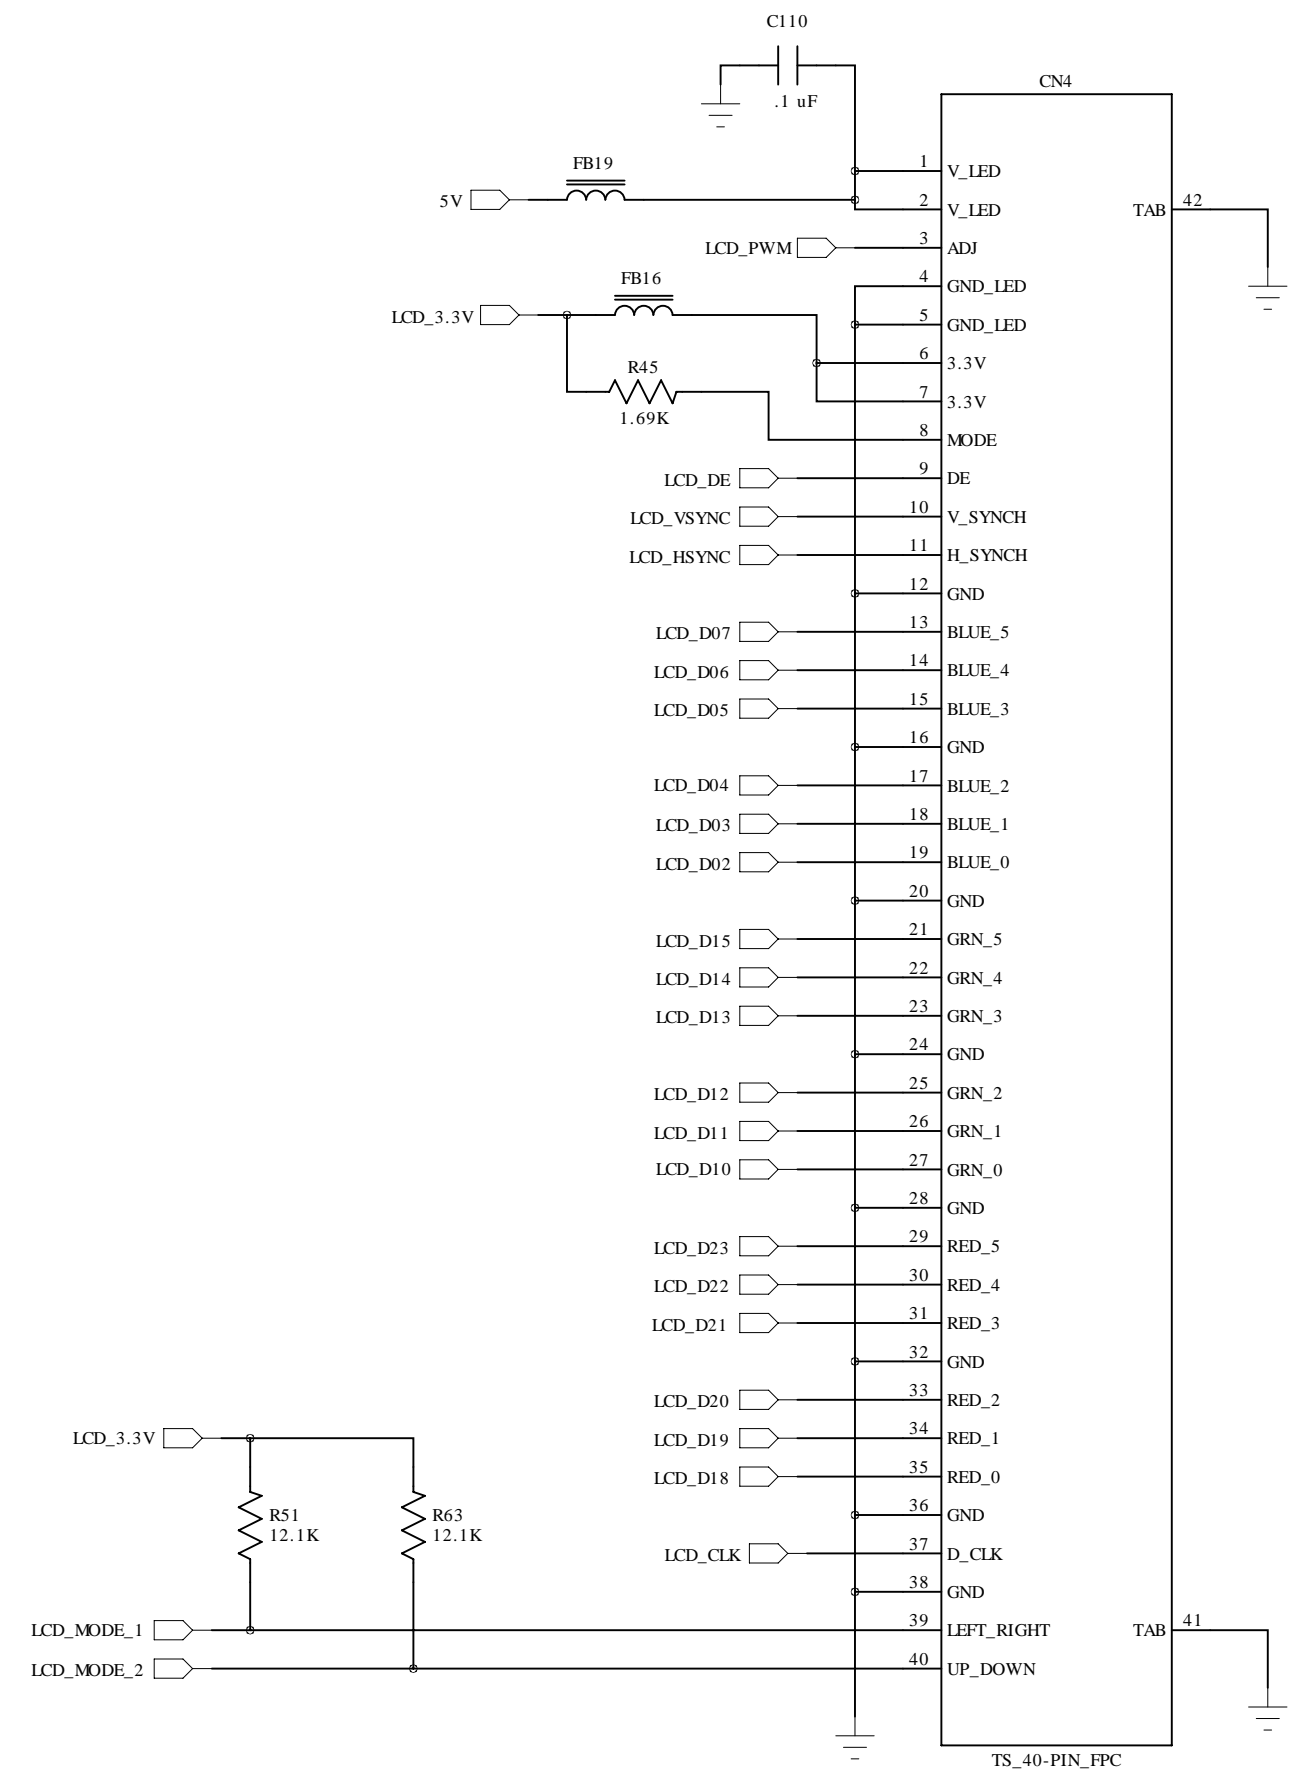 C110
.1 uF
CN4
FB19
5V
1 V_LED
2 V_LED
TAB 42
LCD_PWM 3 ADJ
FB16
4 GND_LED
LCD_3.3V 5 GND_LED
6 3.3V
R45
1.69K
7 3.3V
8 MODE
LCD_DE 9 DE
LCD_VSYNC 10 V_SYNCH
LCD_HSYNC 11 H_SYNCH
12 GND
LCD_D07 13 BLUE_5
LCD_D06 14 BLUE_4
LCD_D05 15 BLUE_3
16 GND
LCD_D04 17 BLUE_2
LCD_D03 18 BLUE_1
LCD_D02 19 BLUE_0
20 GND
LCD_D15 21 GRN_5
LCD_D14 22 GRN_4
LCD_D13 23 GRN_3
24 GND
LCD_D12 25 GRN_2
LCD_D11 26 GRN_1
LCD_D10 27 GRN_0
28 GND
LCD_D23 29 RED_5
LCD_D22 30 RED_4
LCD_D21 31 RED_3
32 GND
LCD_D20 33 RED_2
LCD_3.3V
LCD_D19 34 RED_1
LCD_D18 35 RED_0
R51
12.1K
R63
12.1K
36 GND
LCD_CLK 37 D_CLK
38 GND
LCD_MODE_1 39 LEFT_RIGHT
TAB 41
LCD_MODE_2 40 UP_DOWN
TS_40-PIN_FPC